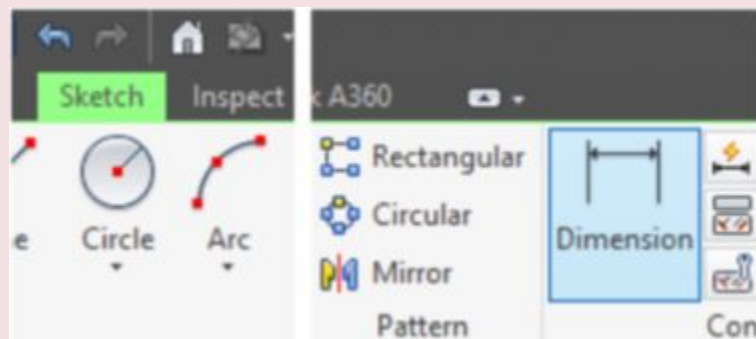 Sketch Inspect k A360
Rectangular
Circular
Mirror
e Circle Arc
Dimension
Pattern Con